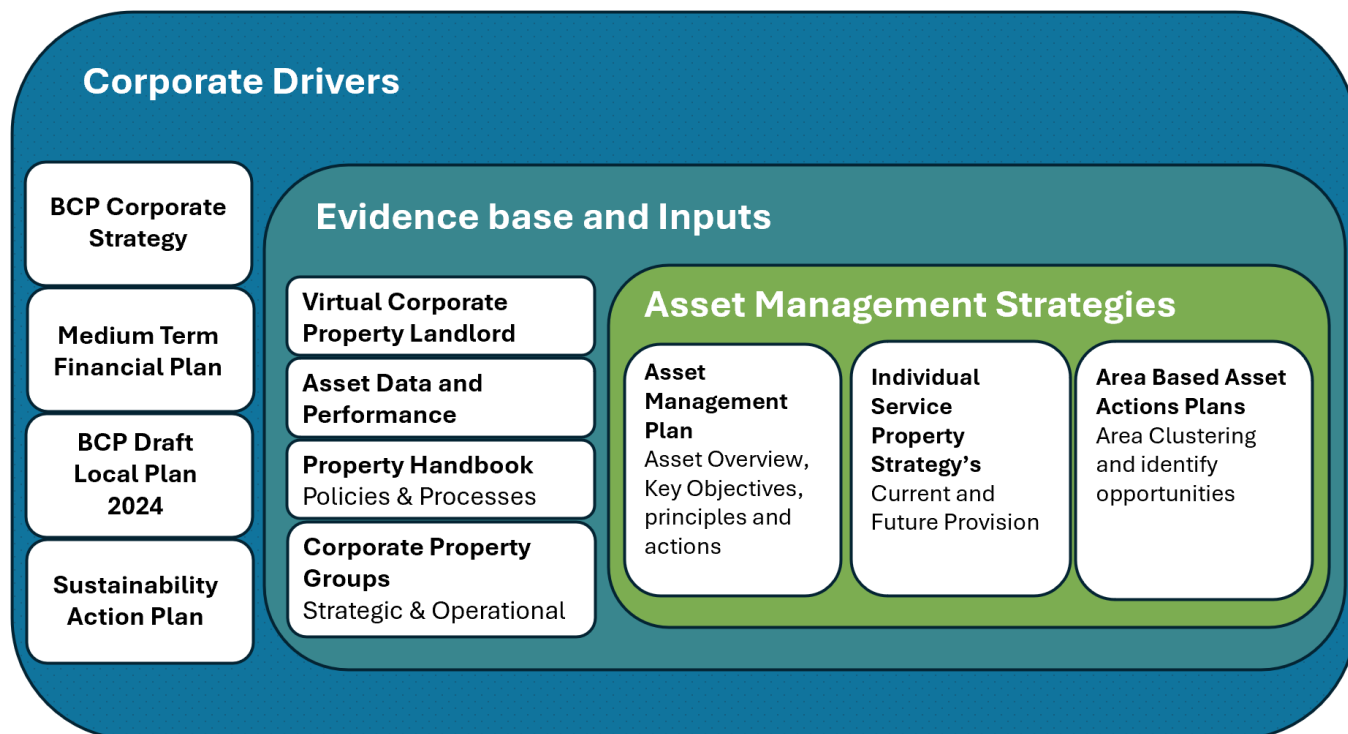 Corporate Drivers
BCP Corporate
Strategy
Medium Term
Financial Plan
BCP Draft
Local Plan
2024
Sustainability
Action Plan
Evidence base and Inputs
Virtual Corporate
Property Landlord
Asset Data and
Performance
Property Handbook
Policies & Processes
Corporate Property
Groups
Strategic & Operational
Asset Management Strategies
Asset
Management
Plan
Asset Overview,
Key Objectives,
principles and
actions
Individual
Service
Property
Strategy’s
Current and
Future Provision
Area Based Asset
Actions Plans
Area Clustering
and identify
opportunities